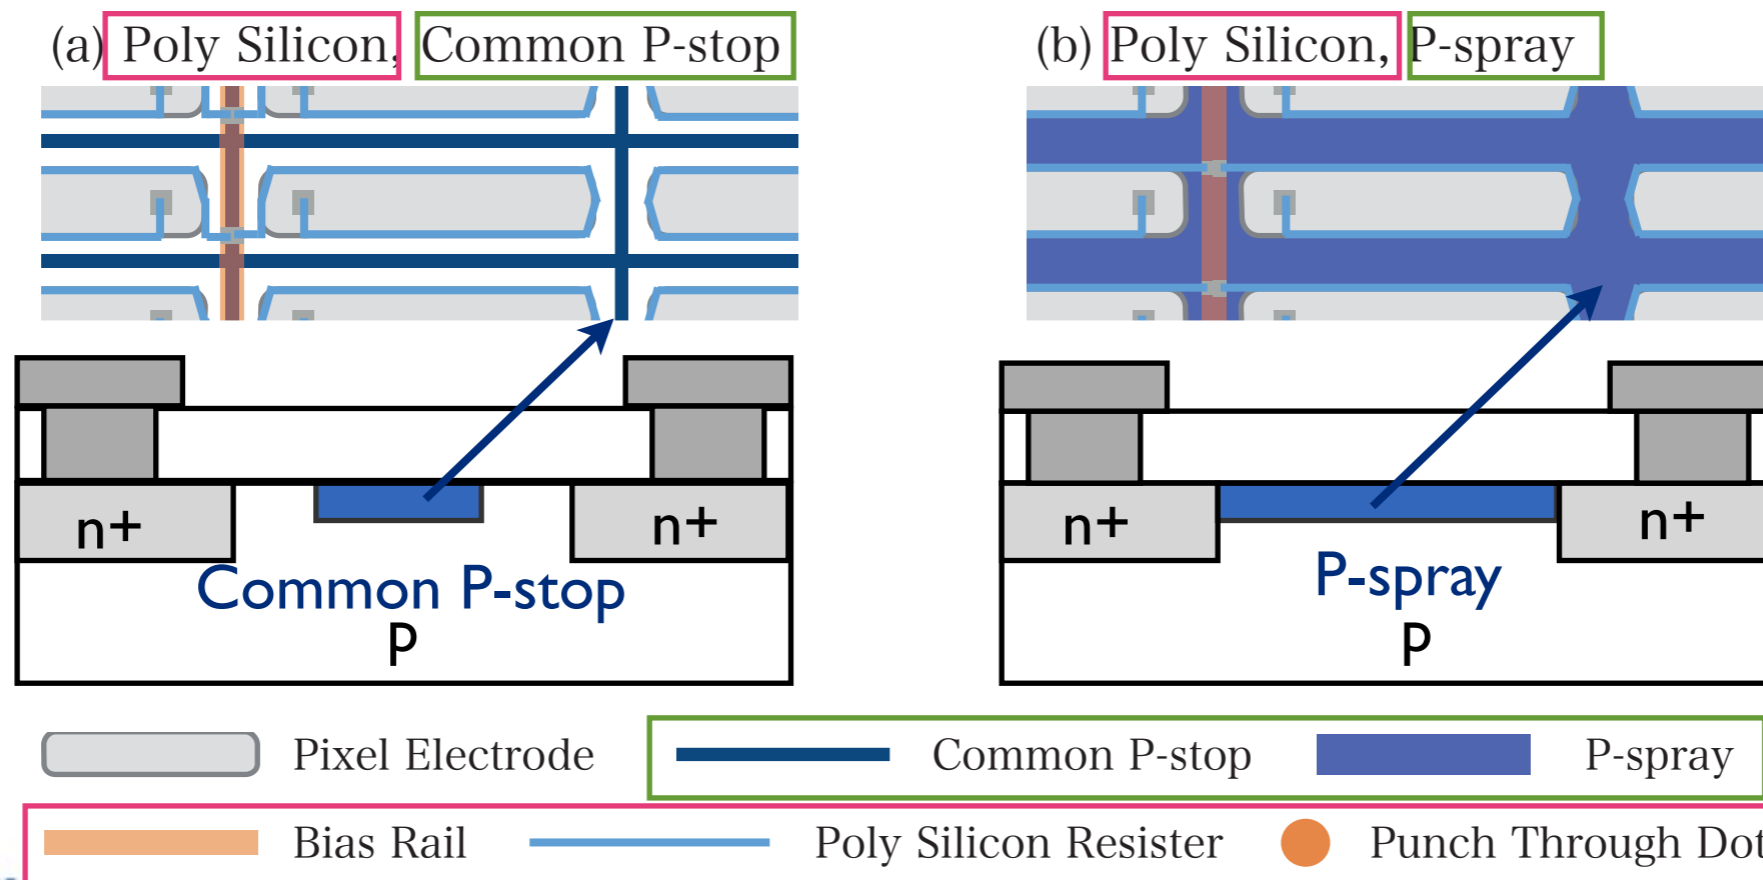 (a) Poly Silicon, Common P-stop
(b) Poly Silicon, P-spray
n+
n+
Common P-stop
p
n+
n+
P-spray
p
Pixel Electrode
Common P-stop
P-spray
Bias Rail
Poly Silicon Resister
Punch Through Dot